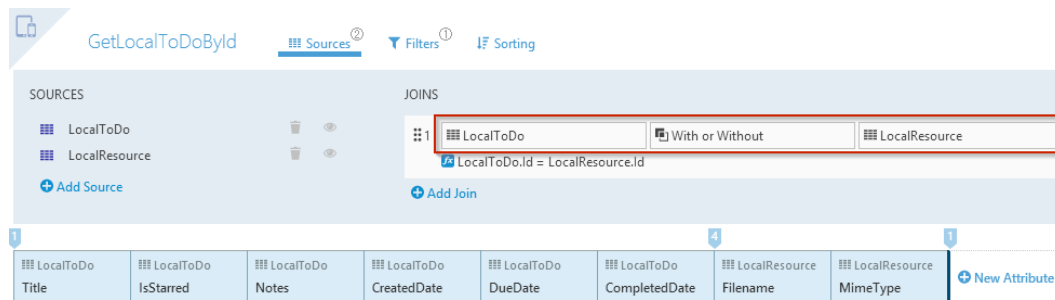 GetLocalToDoById
Sources 2
Filters 1
Sorting
SOURCES
LocalToDo
LocalResource
Add Source
JOINS
1 LocalToDo With or Without LocalResource
fx LocalToDo.Id = LocalResource.Id
Add Join
1 4 1
LocalToDo LocalToDo LocalToDo LocalToDo LocalToDo LocalToDo LocalResource LocalResource
Title IsStarred Notes CreatedDate DueDate CompletedDate Filename MimeType
New Attribute